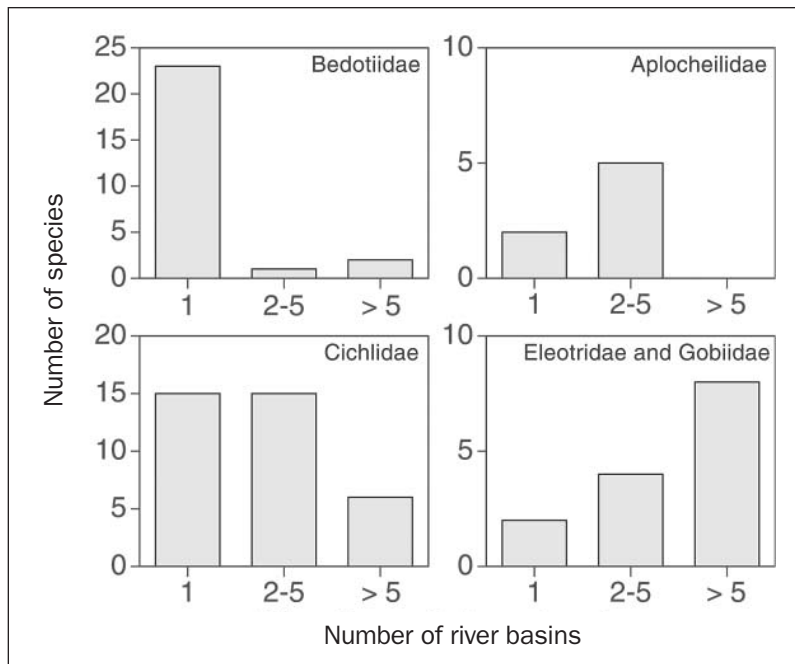 Number of species
25
20
15
10
5
0
Bedotiidae
1 2-5 > 5
10
5
0
Aplocheilidae
1 2-5 > 5
20
15
10
5
0
Cichlidae
1 2-5 > 5
10
5
0
Eleotridae and Gobiidae
1 2-5 > 5
Number of river basins